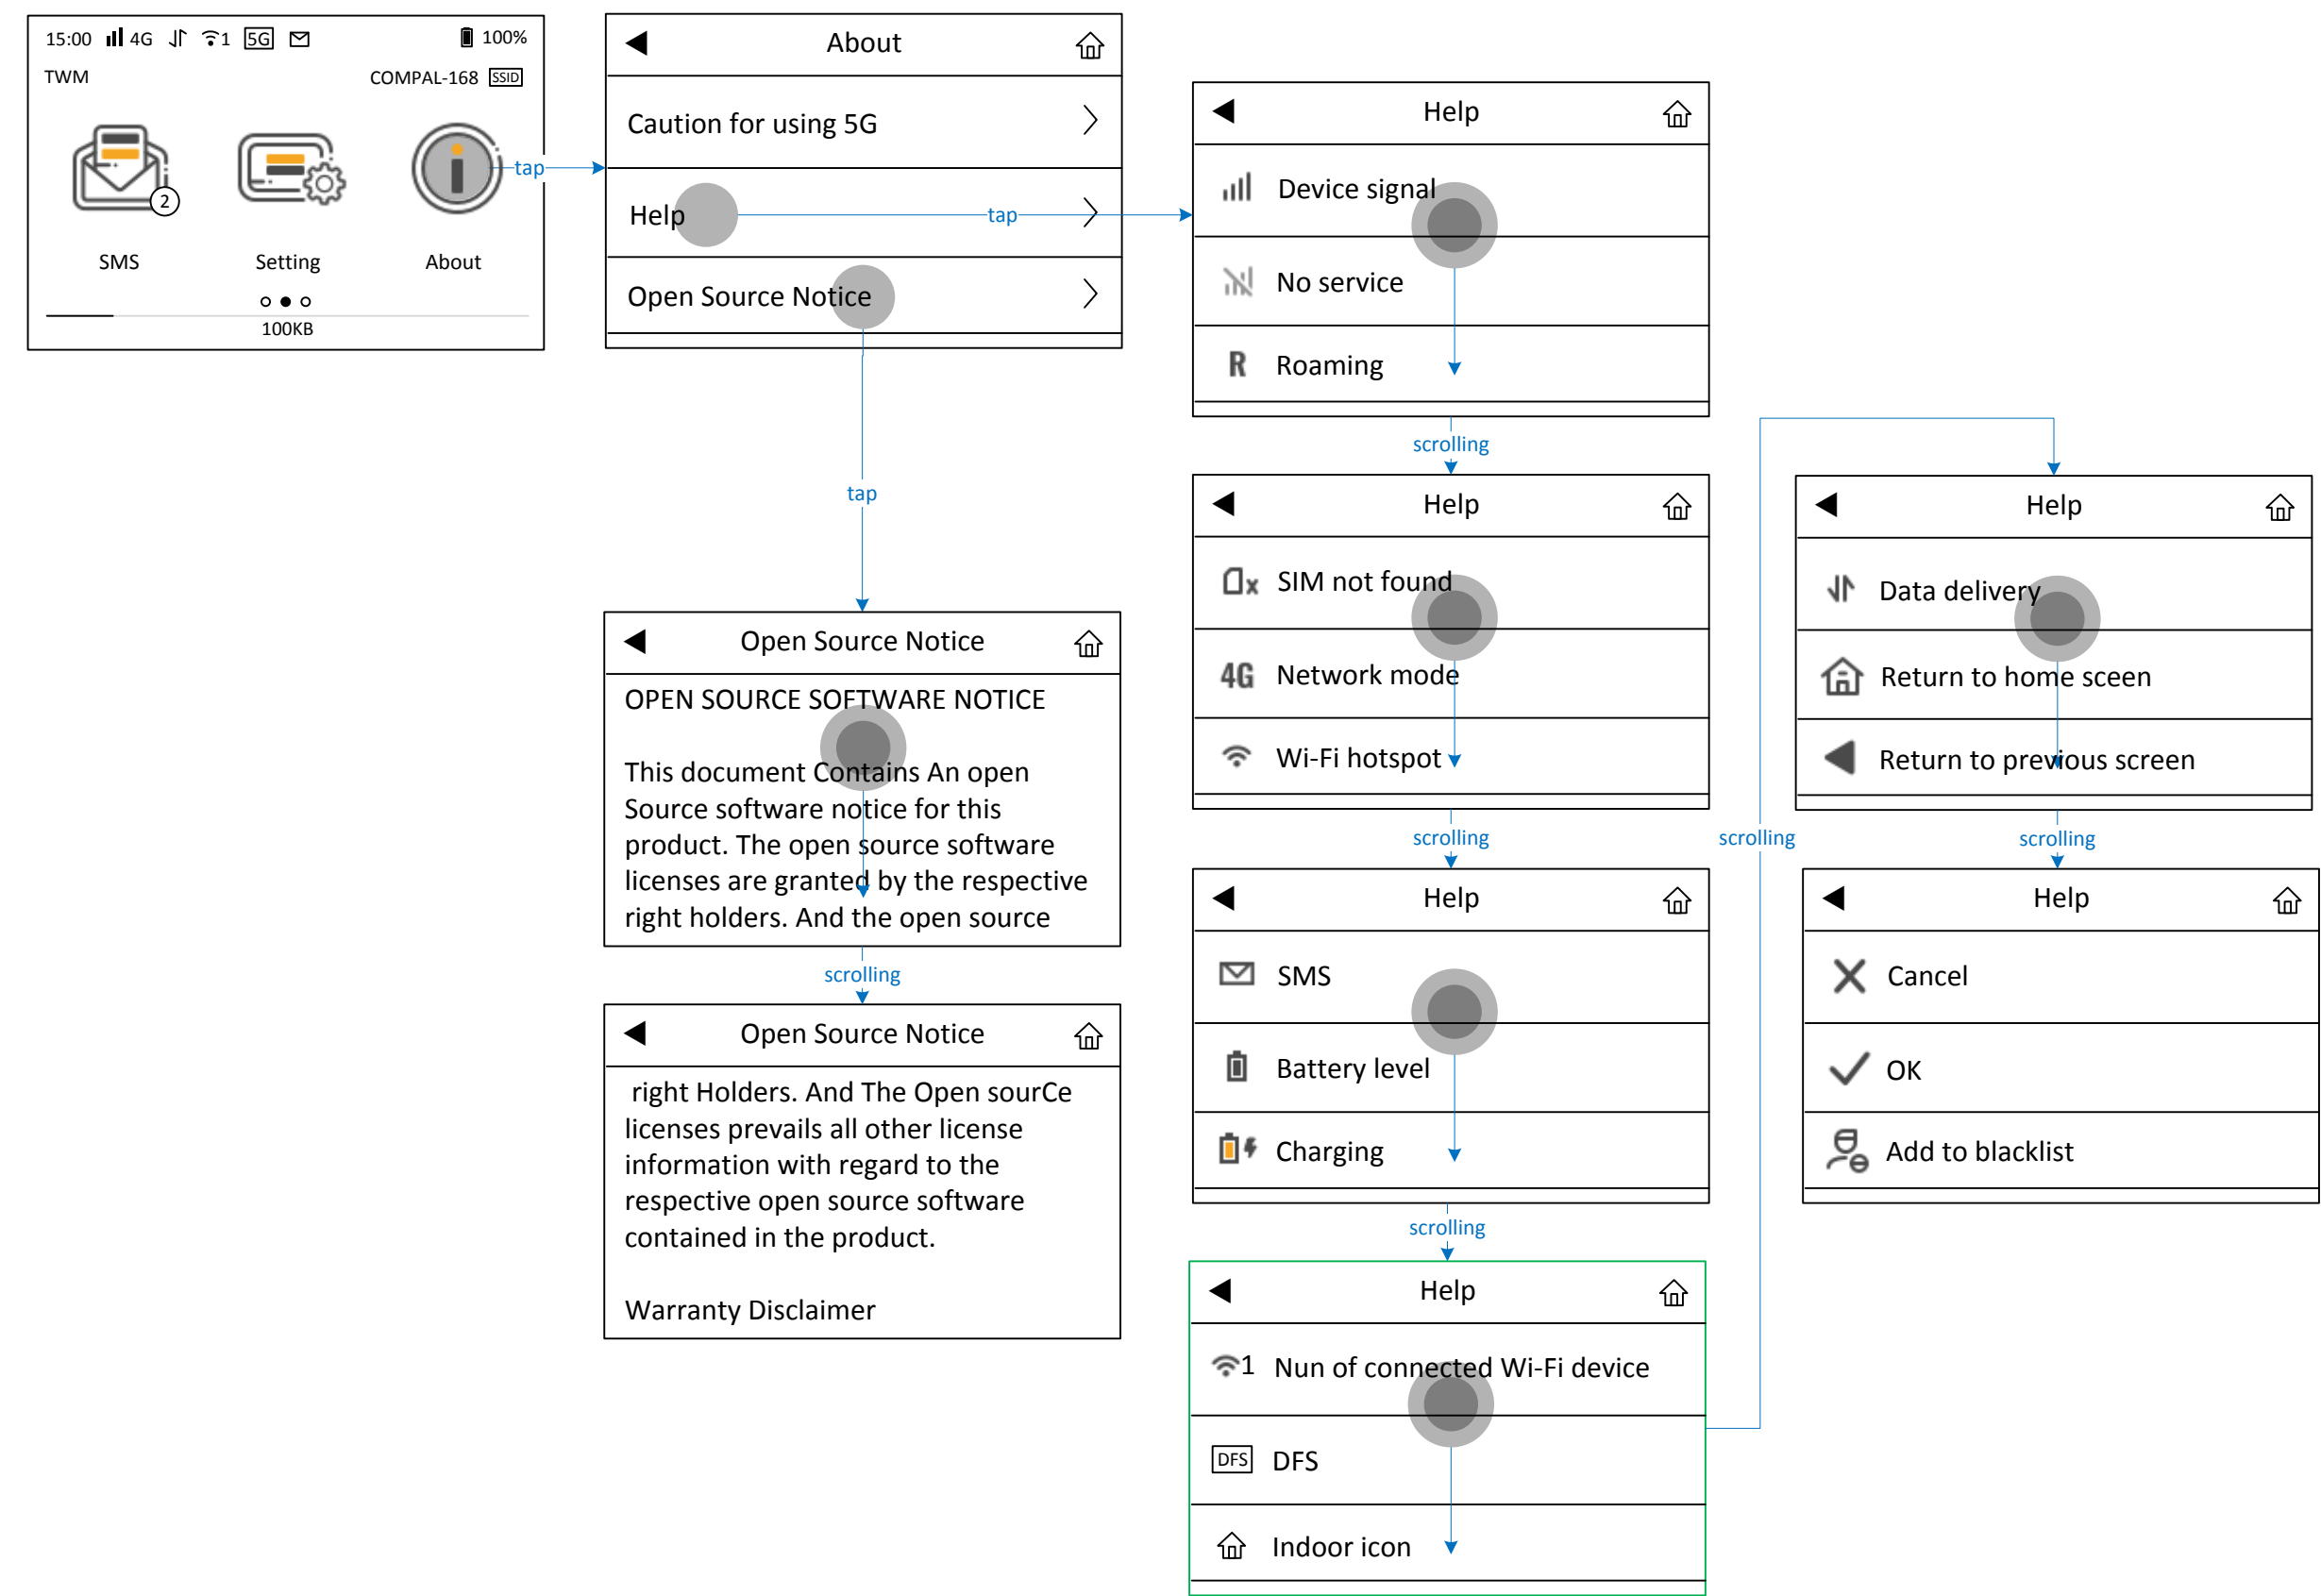 15:00 4G 1 5G 100%
TWM COMPAL-168 SSID
2
SMS Setting About
100KB
tap
About
Caution for using 5G
Help
tap
Open Source Notice
tap
Open Source Notice
OPEN SOURCE SOFTWARE NOTICE
This document Contains An open
Source software notice for this
product. The open source software
licenses are granted by the respective
right holders. And the open source
scrolling
Open Source Notice
right Holders. And The Open sourCe
licenses prevails all other license
information with regard to the
respective open source software
contained in the product.
Warranty Disclaimer
Help
Device signal
No service
R Roaming
scrolling
Help
SIM not found
4G Network mode
Wi-Fi hotspot
scrolling
Help
SMS
Battery level
Charging
scrolling
Help
1 Nun of connected Wi-Fi device
DFS DFS
Indoor icon
scrolling
Help
Data delivery
Return to home sceen
Return to previous screen
scrolling
Help
Cancel
OK
Add to blacklist